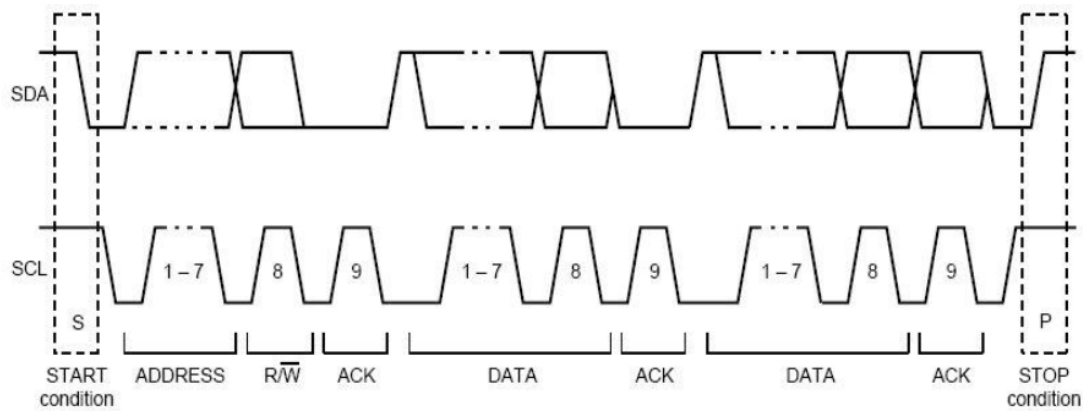 SDA
SCL
1 – 7 8 9 1 – 7 8 9 1 – 7 8 9
S P
START ADDRESS R/W̅ ACK DATA ACK DATA ACK STOP
condition condition